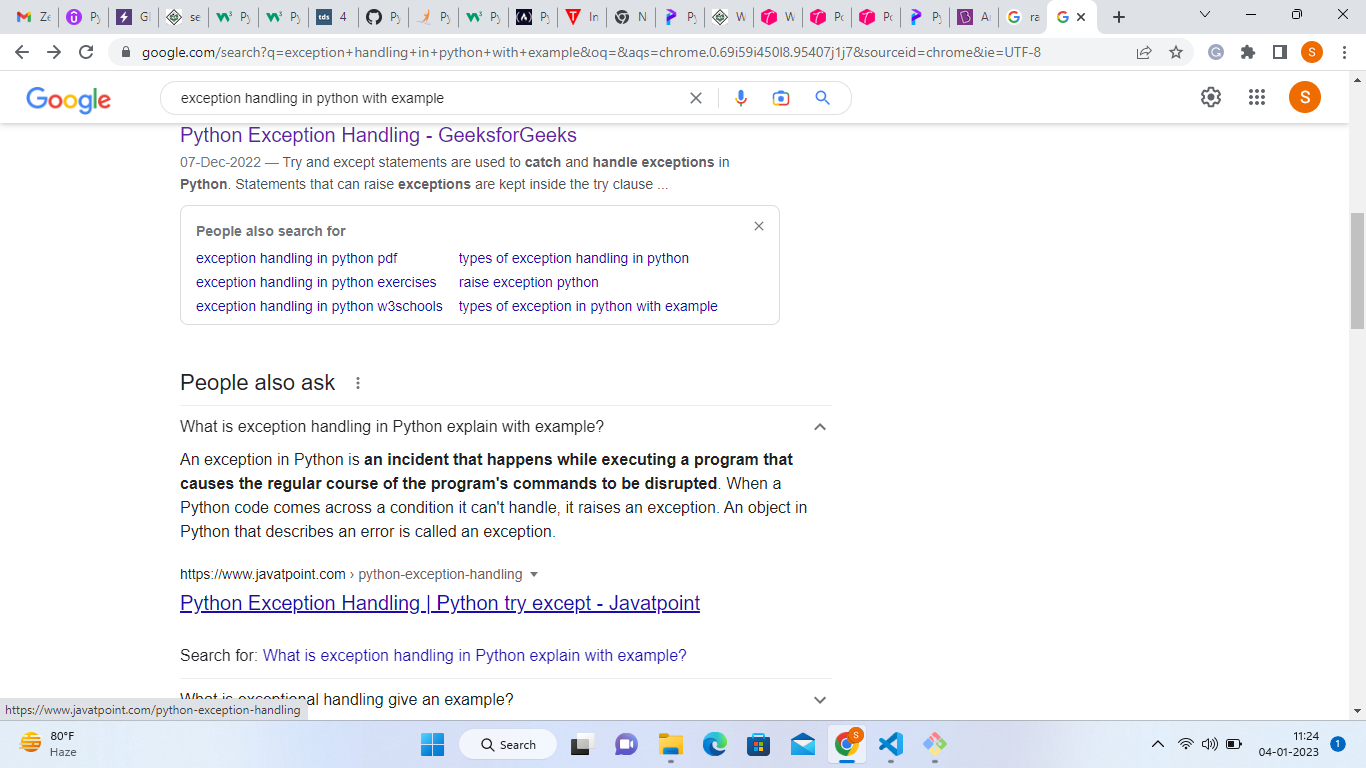 Ze
Py
GI
se
Py
Py
tds
4
Py
Py
Py
Py
In
N
Py
W
W
Po
Po
Py
ra
google.com/search?q=exception+handling+in+python+with+example&oq=&aqs=chrome.0.69i59i450l8.95407j1j7&sourceid=chrome&ie=UTF-8
S
Google
exception handling in python with example
S
Python Exception Handling - GeeksforGeeks
07-Dec-2022 — Try and except statements are used to catch and handle exceptions in
Python. Statements that can raise exceptions are kept inside the try clause ...
People also search for
exception handling in python pdf
types of exception handling in python
exception handling in python exercises
raise exception python
exception handling in python w3schools
types of exception in python with example
People also ask
What is exception handling in Python explain with example?
An exception in Python is an incident that happens while executing a program that
causes the regular course of the program's commands to be disrupted. When a
Python code comes across a condition it can't handle, it raises an exception. An object in
Python that describes an error is called an exception.
https://www.javatpoint.com › python-exception-handling
Python Exception Handling | Python try except - Javatpoint
Search for: What is exception handling in Python explain with example?
What is exceptional handling give an example?
https://www.javatpoint.com/python-exception-handling
80°F
Haze
Search
S
11:24
04-01-2023
1